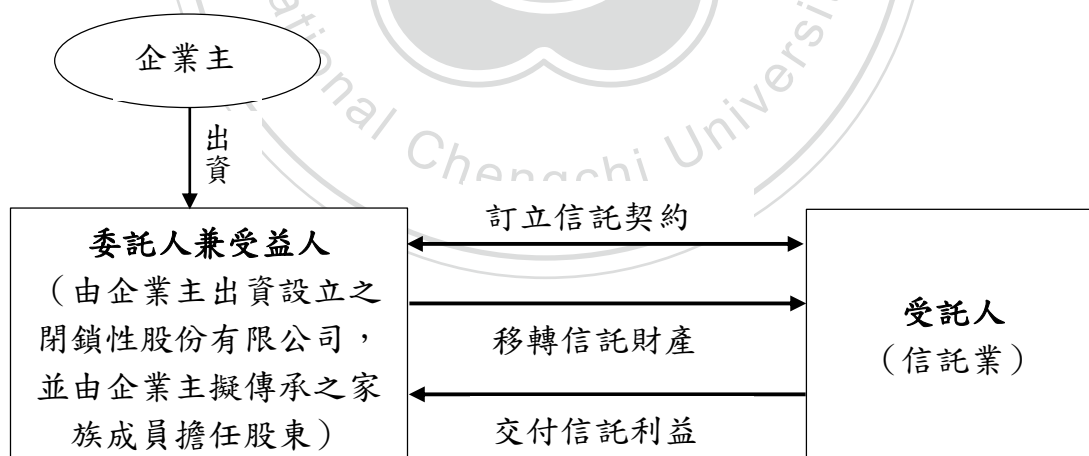 企業主
出資
委託人兼受益人
（由企業主出資設立之
閉鎖性股份有限公司，
並由企業主擬傳承之家
族成員擔任股東）
訂立信託契約
移轉信託財產
交付信託利益
受託人
（信託業）
ational Chengchi Universi